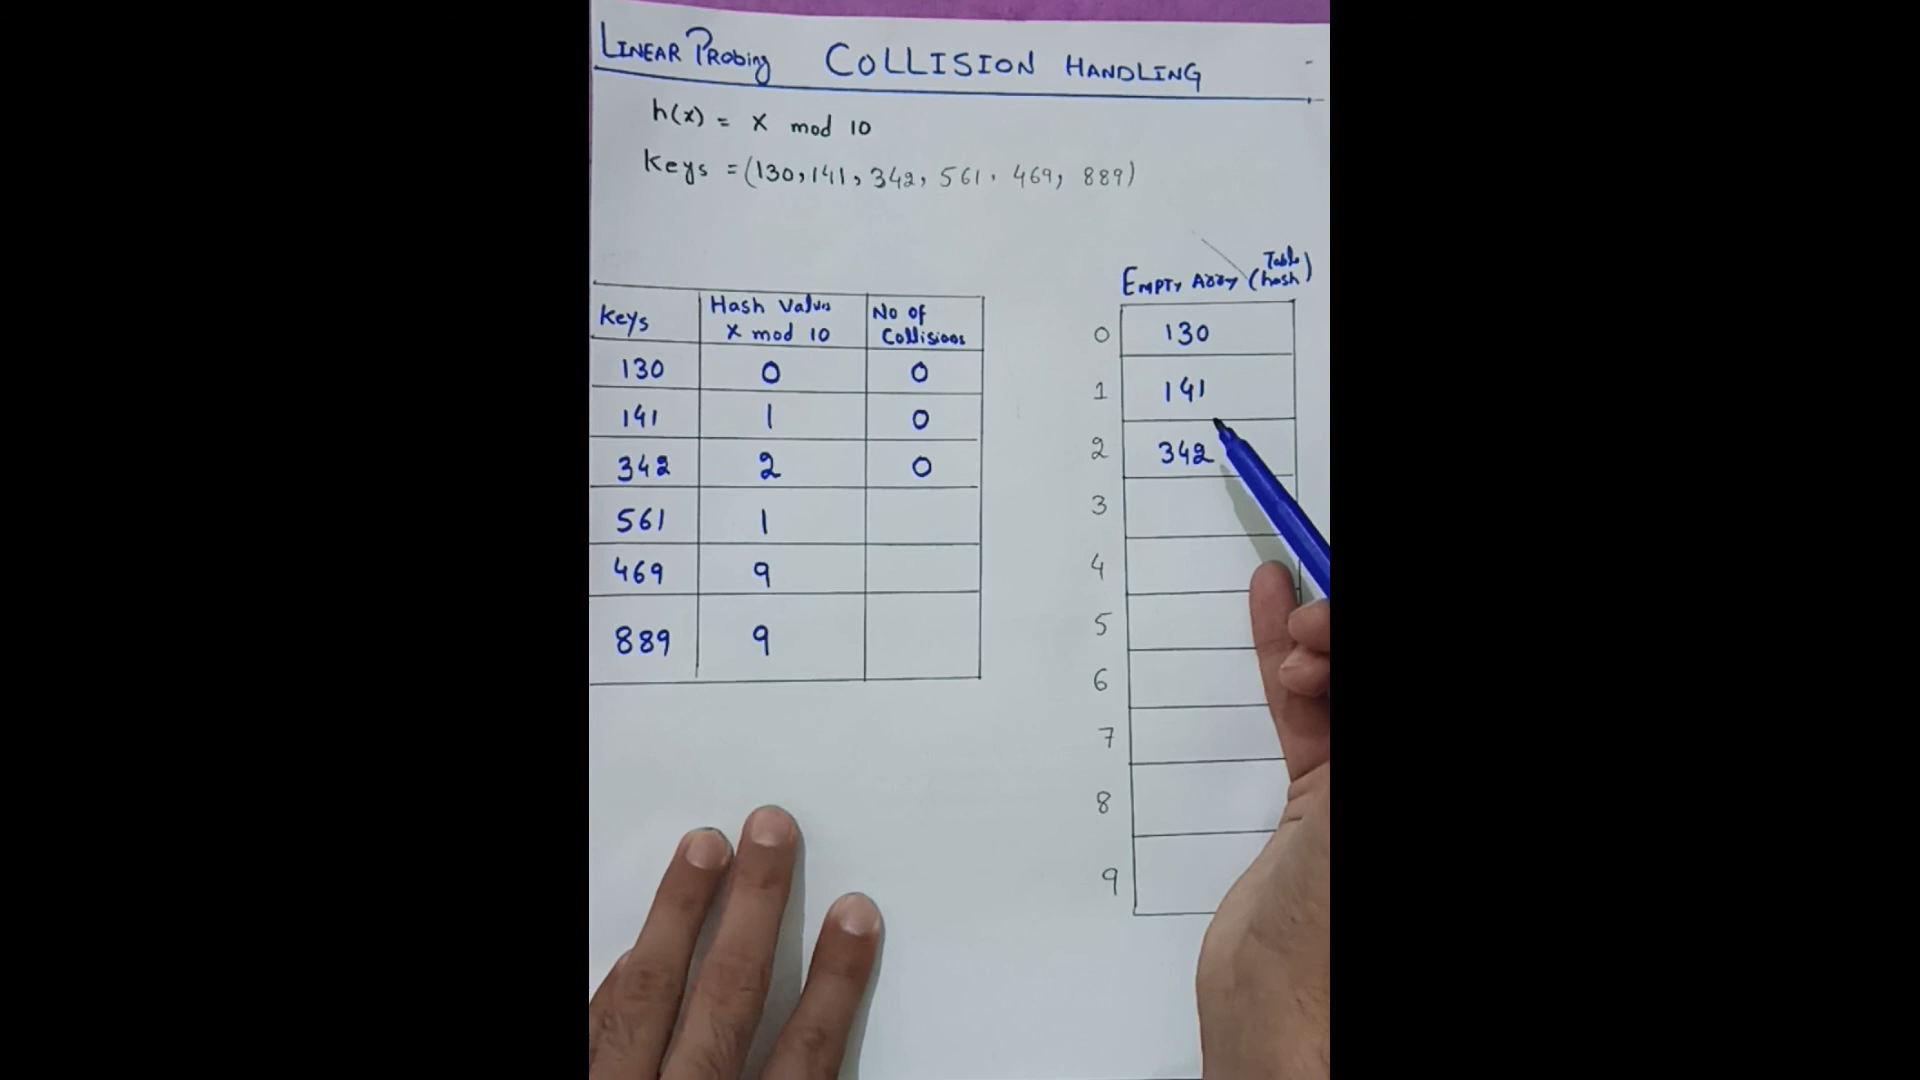 LINEAR Probing COLLISION HANDLING
h(x) = X mod 10
Keys = (130, 141, 342, 561, 469, 889)
EMPTY Array (hash Table)
Keys Hash Values X mod 10 No of Collisions
130 0 0
141 1 0
342 2 0
561 1
469 9
889 9
0 130
1 141
2 342
3
4
5
6
7
8
9